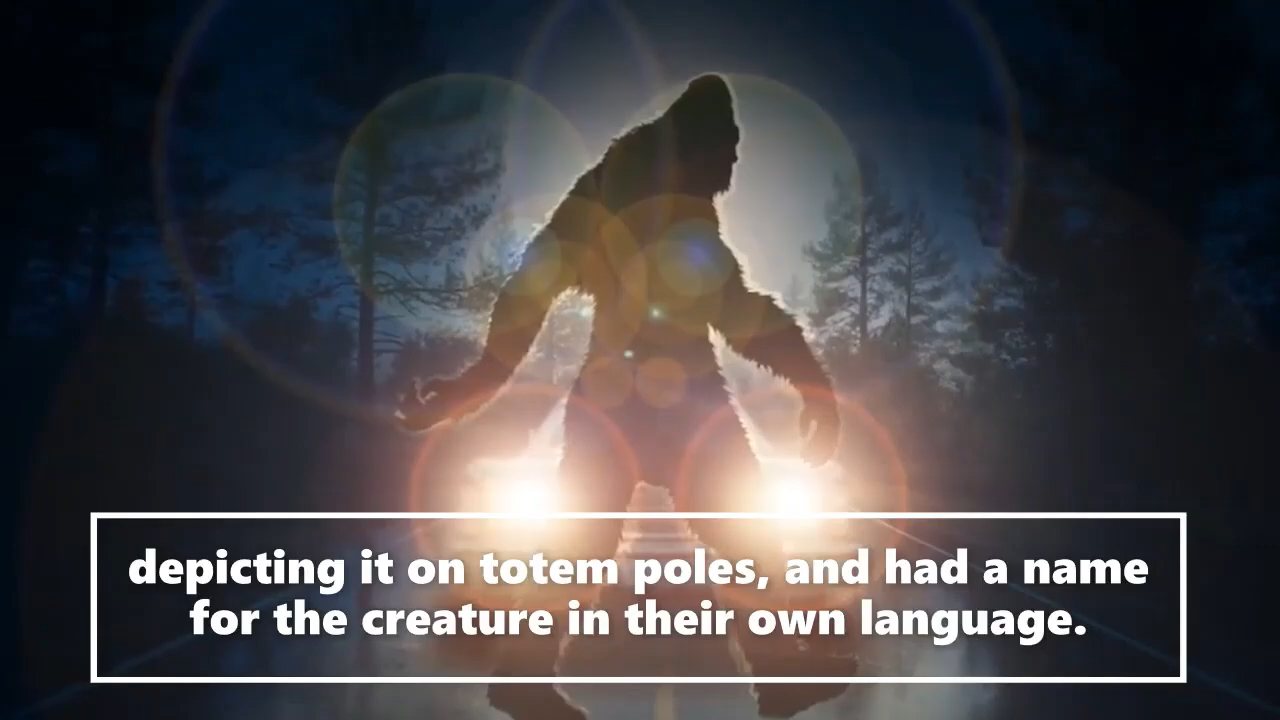 depicting it on totem poles, and had a name
for the creature in their own language.